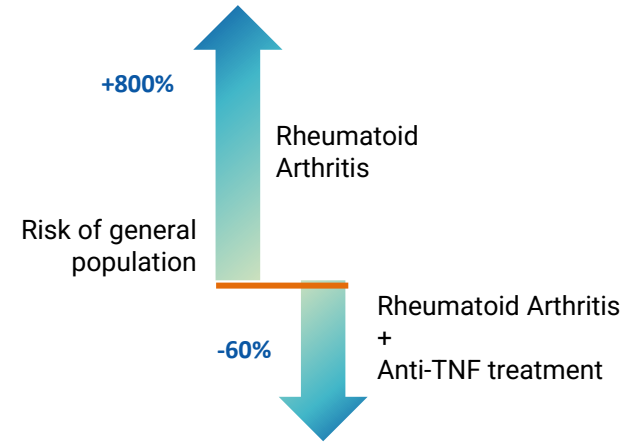 +800%
Rheumatoid
Arthritis
Risk of general
population
Rheumatoid Arthritis
+
Anti-TNF treatment
-60%